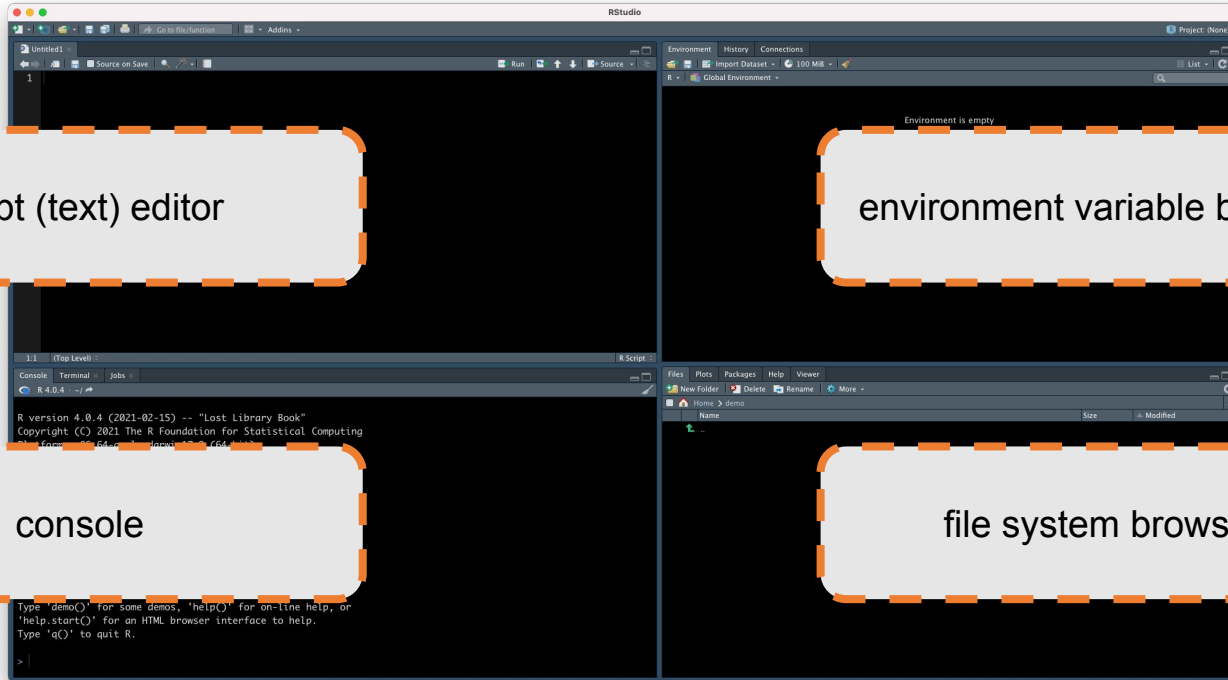 RStudio
Go to file/function
Addins
Project: (None
Untitled1
Source on Save
Run
Source
1
1:1
(Top Level)
R Script
pt (text) editor
Environment
History
Connections
Import Dataset
100 MiB
List
R
Global Environment
Environment is empty
environment variable b
Console
Terminal
Jobs
R 4.0.4 · ~/
R version 4.0.4 (2021-02-15) -- "Lost Library Book"
Copyright (C) 2021 The R Foundation for Statistical Computing
console
Type 'demo()' for some demos, 'help()' for on-line help, or
'help.start()' for an HTML browser interface to help.
Type 'q()' to quit R.
>
Files
Plots
Packages
Help
Viewer
New Folder
Delete
Rename
More
Home
demo
Name
Size
Modified
..
file system brows